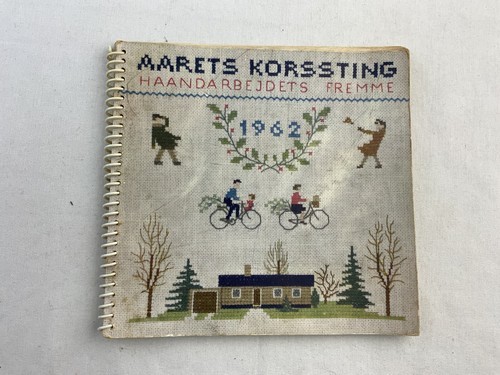 AARETS KORSSTING
HAANDARBEJDETS FREMME
1962